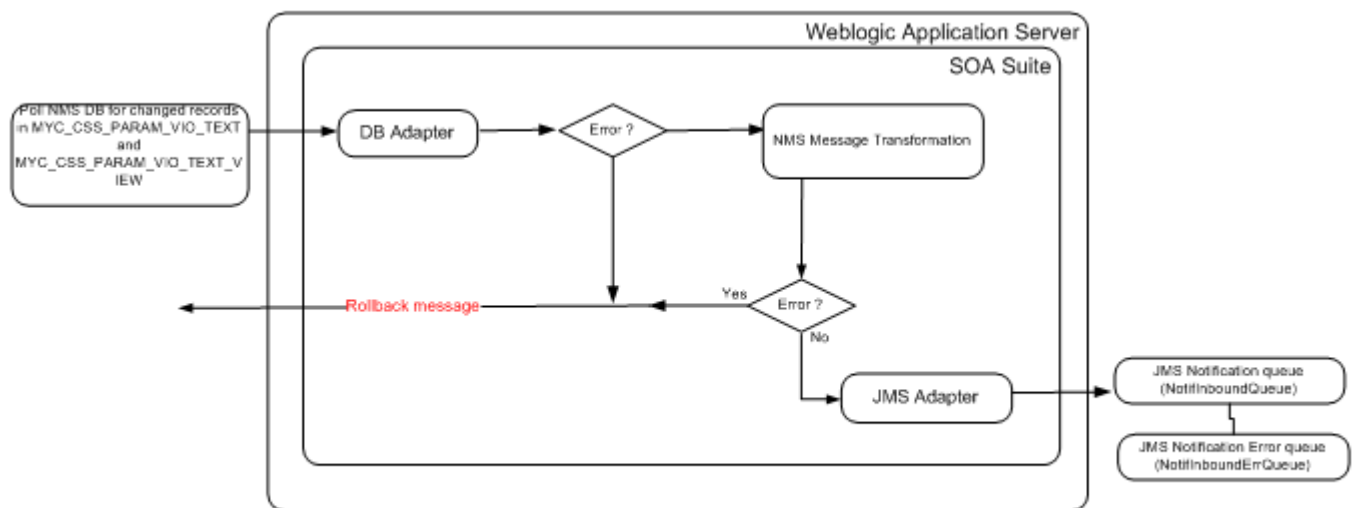 Weblogic Application Server
SOA Suite
Poll NMS DB for changed records
in MYC_CSS_PARAM_VIO_TEXT
and
MYC_CSS_PARAM_VIO_TEXT_V
IEW
DB Adapter
Error ?
NMS Message Transformation
Rollback message
Yes
Error ?
No
JMS Adapter
JMS Notification queue
(NotifInboundQueue)
JMS Notification Error queue
(NotifInboundErrQueue)